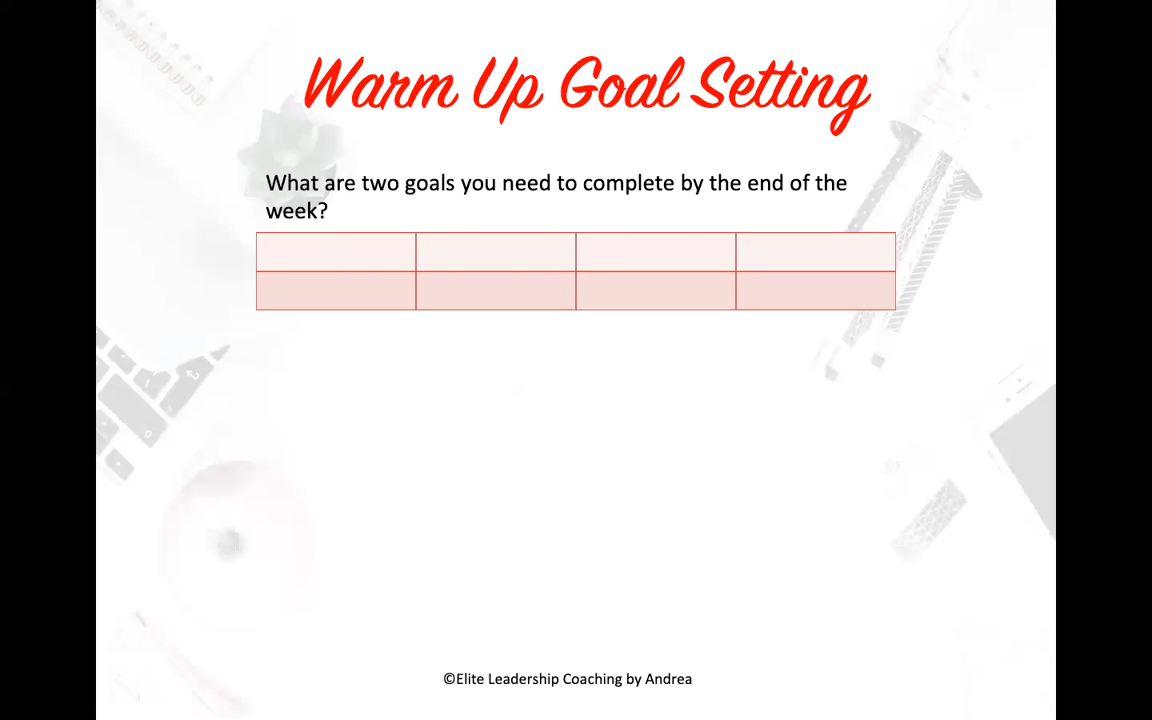 Warm Up Goal Setting
What are two goals you need to complete by the end of the
week?
©Elite Leadership Coaching by Andrea